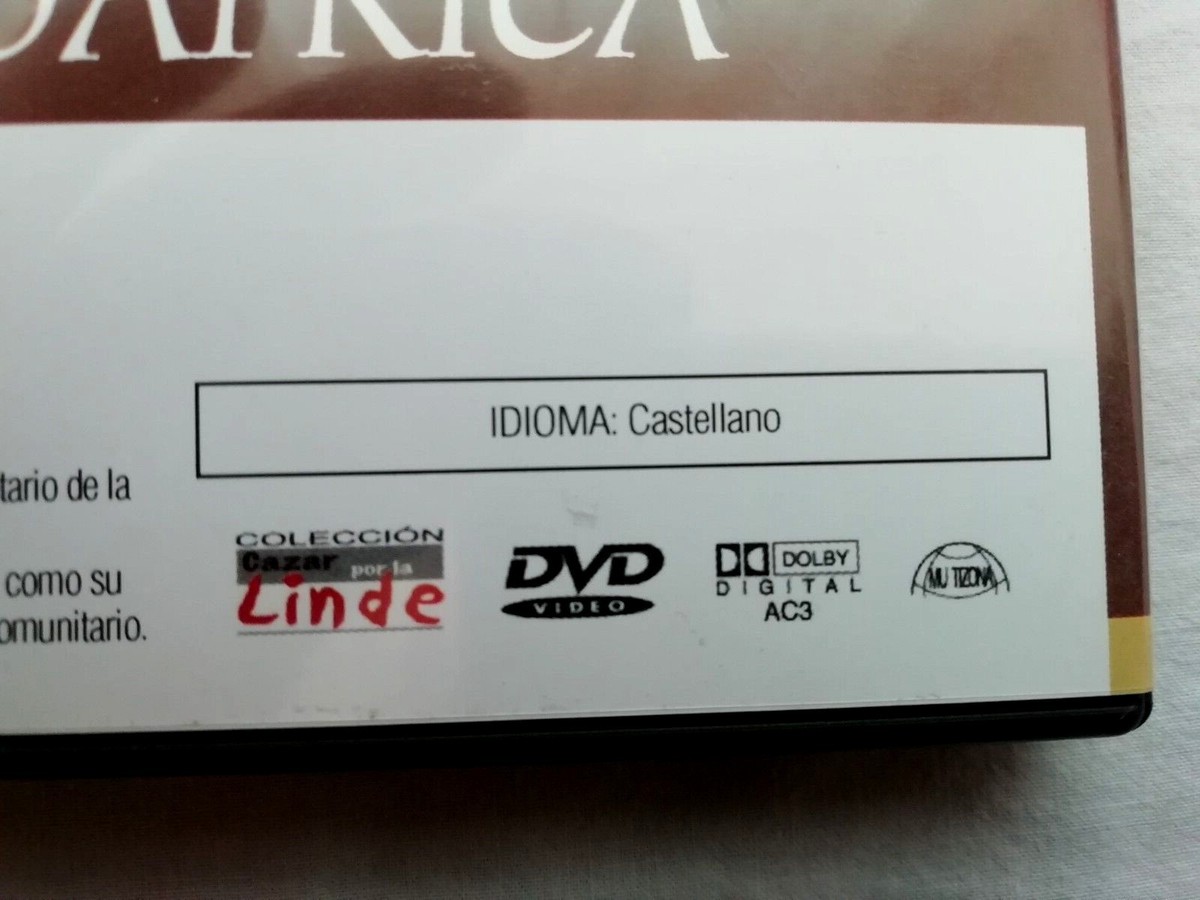 UÁFRICA
IDIOMA: Castellano
tario de la
como su
omunitario.
COLECCIÓN
Cazar por la
Linde
DVD
VIDEO
DOLBY
DIGITAL
AC3
MU TIZONA